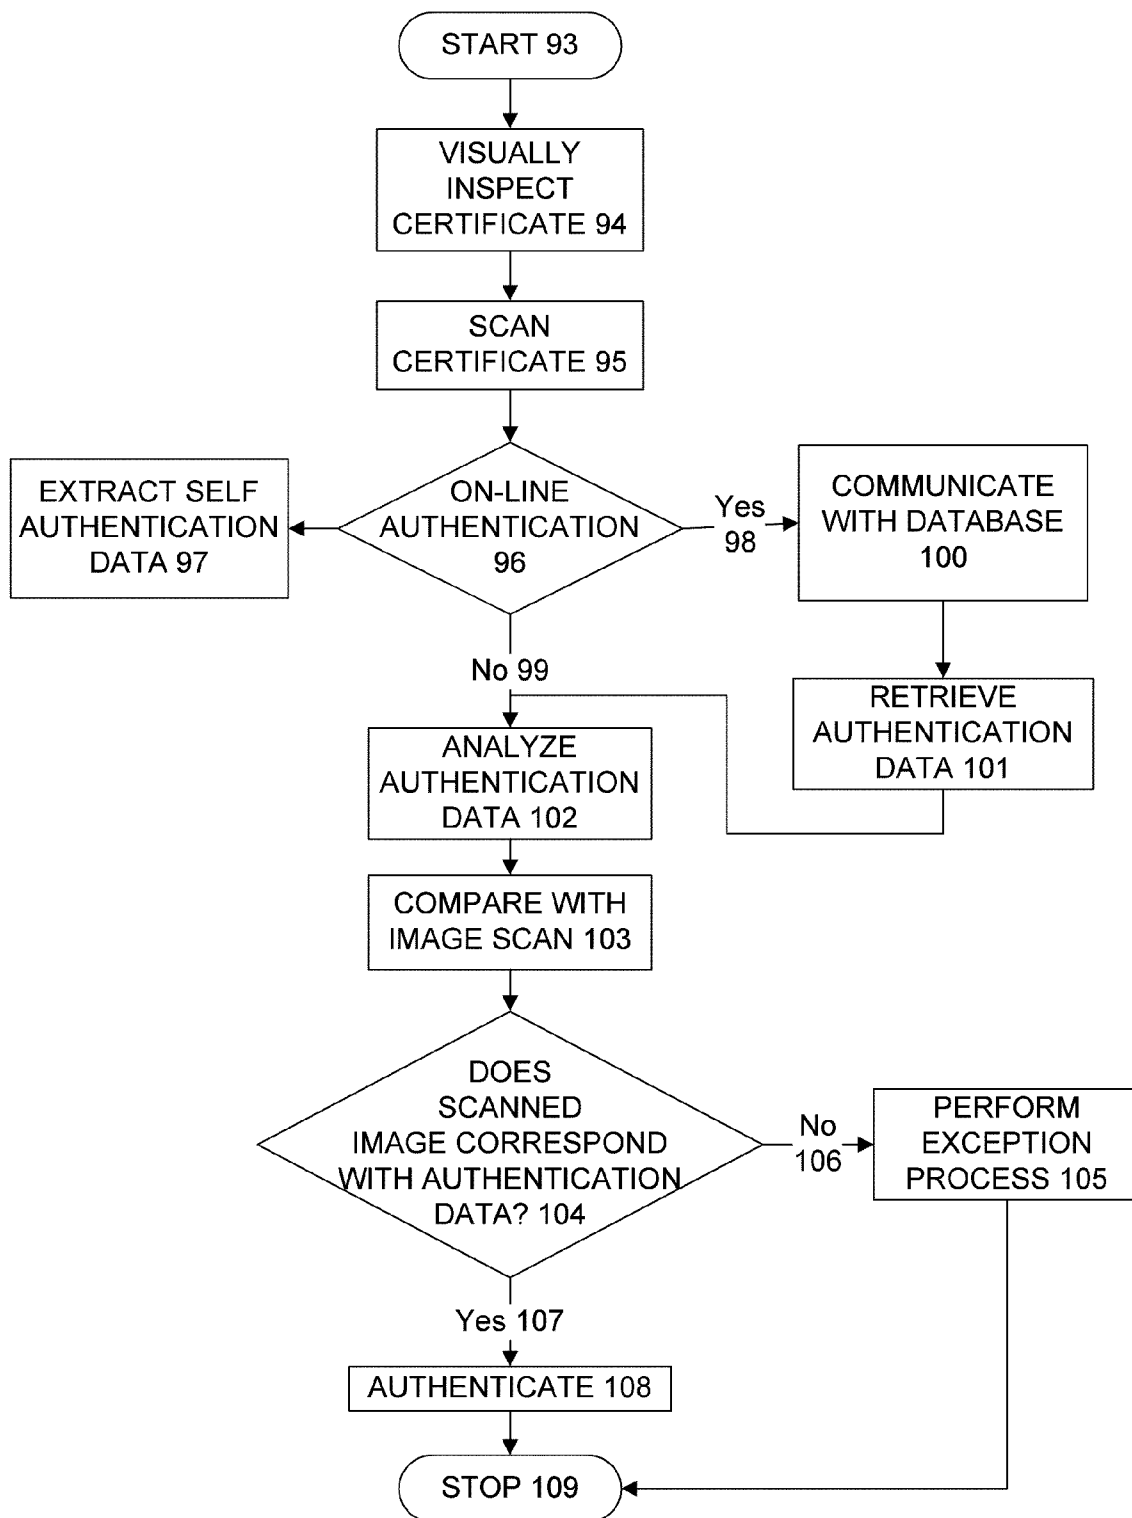 START 93
VISUALLY
INSPECT
CERTIFICATE 94
SCAN
CERTIFICATE 95
EXTRACT SELF
AUTHENTICATION
DATA 97
ON-LINE
AUTHENTICATION
96
Yes
98
COMMUNICATE
WITH DATABASE
100
No 99
RETRIEVE
AUTHENTICATION
DATA 101
ANALYZE
AUTHENTICATION
DATA 102
COMPARE WITH
IMAGE SCAN 103
DOES
SCANNED
IMAGE CORRESPOND
WITH AUTHENTICATION
DATA? 104
No
106
PERFORM
EXCEPTION
PROCESS 105
Yes 107
AUTHENTICATE 108
STOP 109